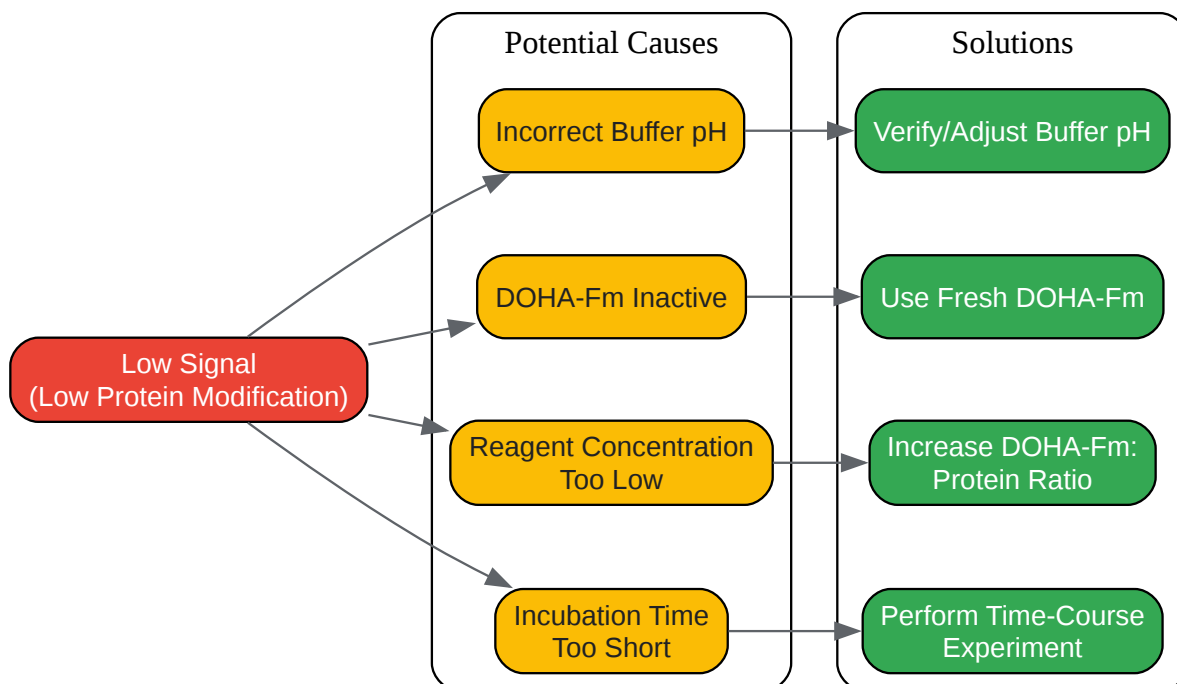 Potential Causes
Solutions
Incorrect Buffer pH
Verify/Adjust Buffer pH
DOHA-Fm Inactive
Use Fresh DOHA-Fm
Low Signal
(Low Protein Modification)
Reagent Concentration
Too Low
Increase DOHA-Fm:
Protein Ratio
Incubation Time
Too Short
Perform Time-Course
Experiment